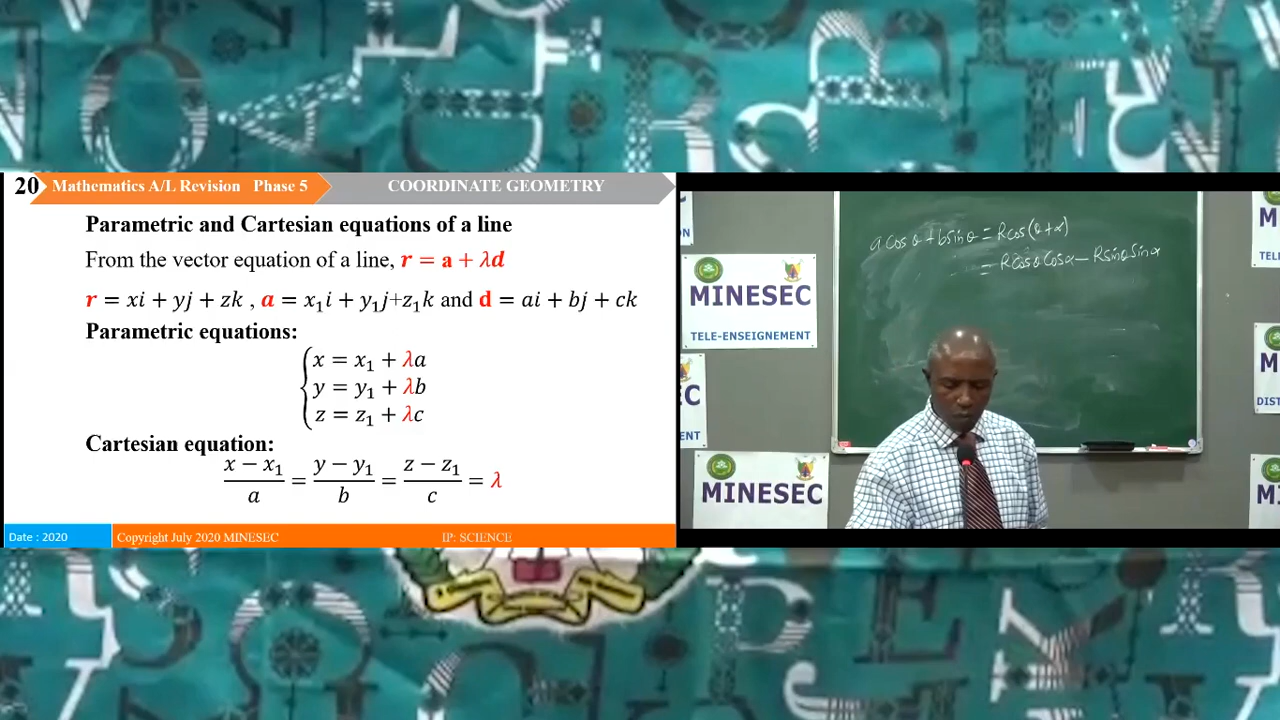 20 Mathematics A/L Revision Phase 5 COORDINATE GEOMETRY
Parametric and Cartesian equations of a line
From the vector equation of a line, r = a + λd
r = xi + yj + zk , a = x₁i + y₁j+z₁k and d = ai + bj + ck
Parametric equations:
x = x₁ + λa
y = y₁ + λb
z = z₁ + λc
Cartesian equation:
(x − x₁)/a = (y − y₁)/b = (z − z₁)/c = λ
Date : 2020 Copyright July 2020 MINESEC IP: SCIENCE
a cos θ + b sin θ = R cos(θ + α)
= R cos θ cos α − R sin θ sin α
MINESEC
TELE-ENSEIGNEMENT
MINESEC